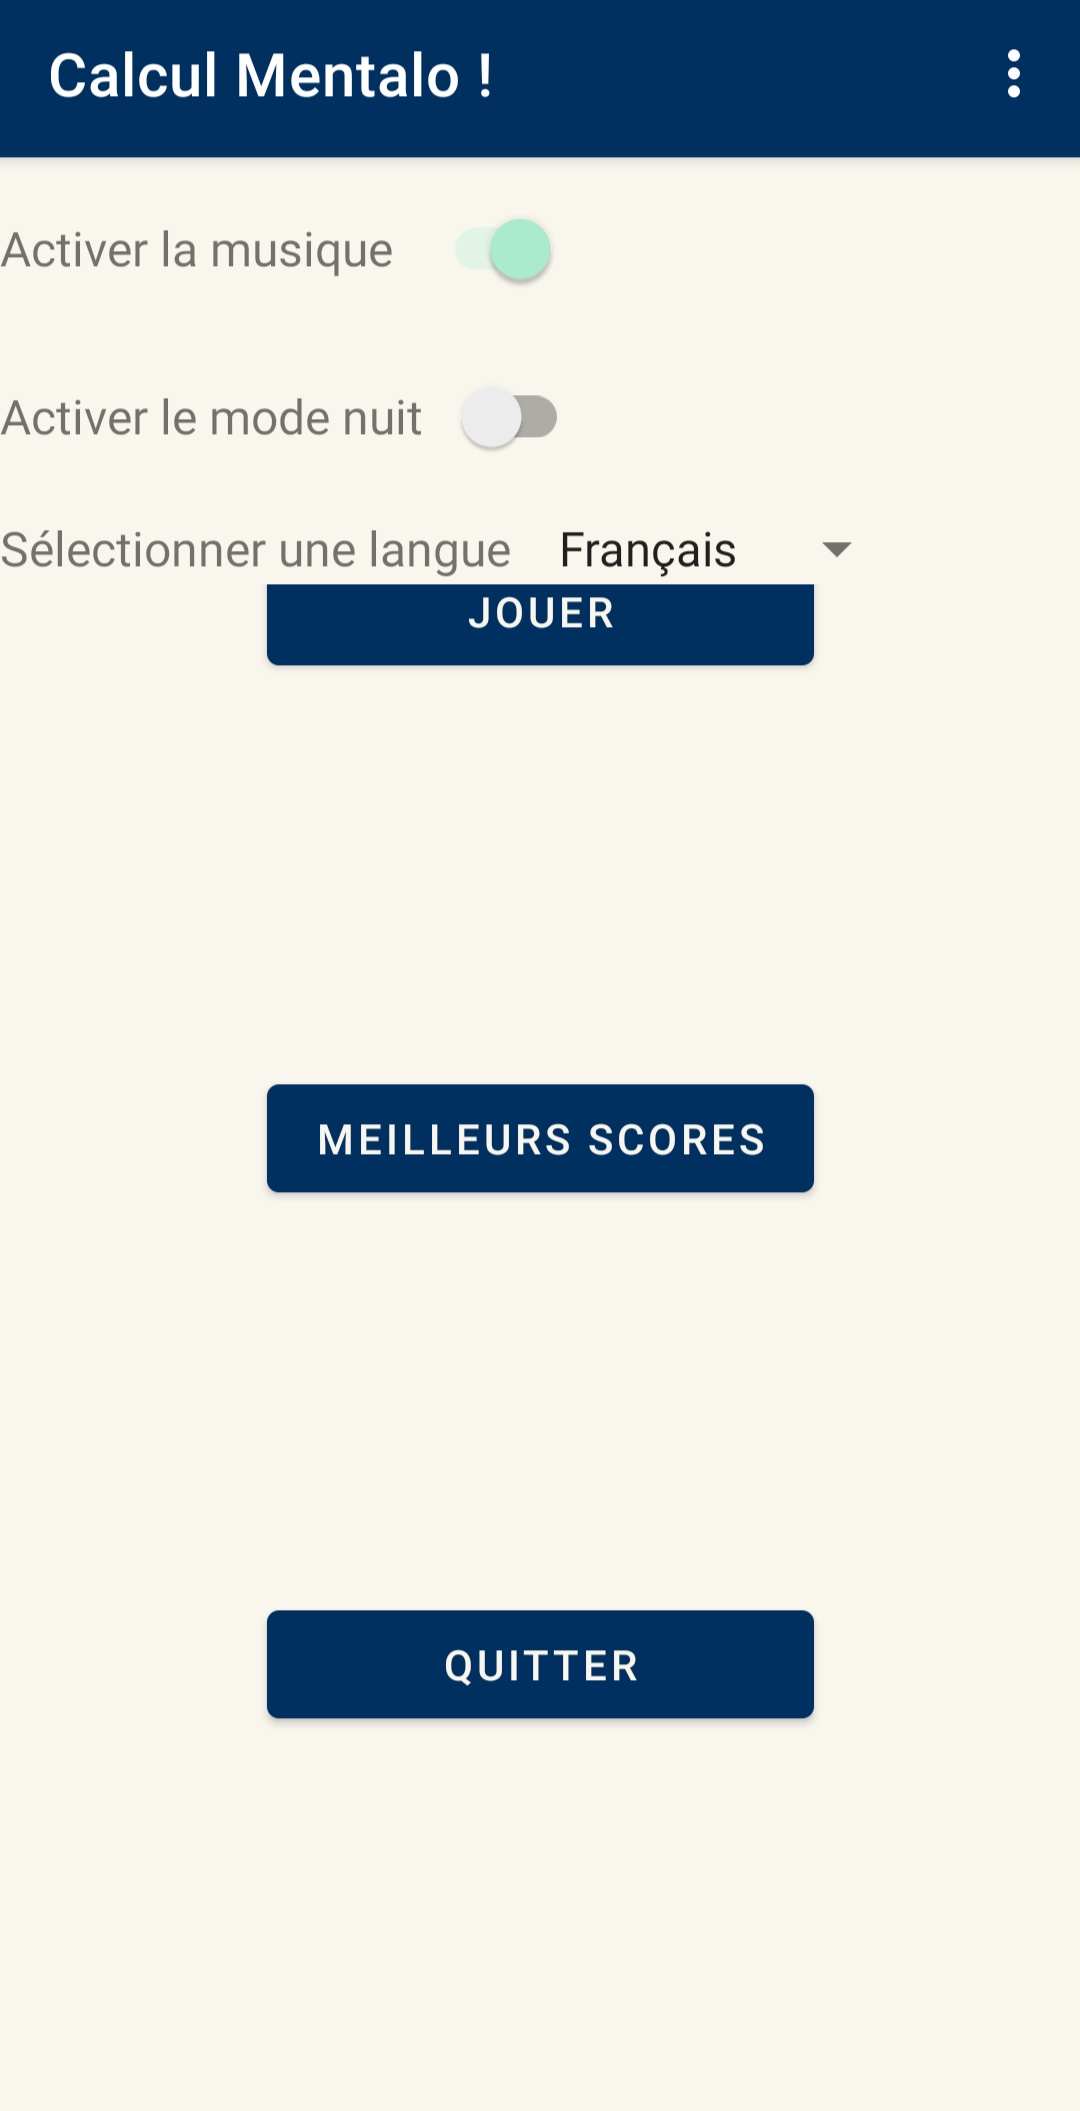 Calcul Mentalo !
Activer la musique
Activer le mode nuit
Sélectionner une langue Français
JOUER
MEILLEURS SCORES
QUITTER